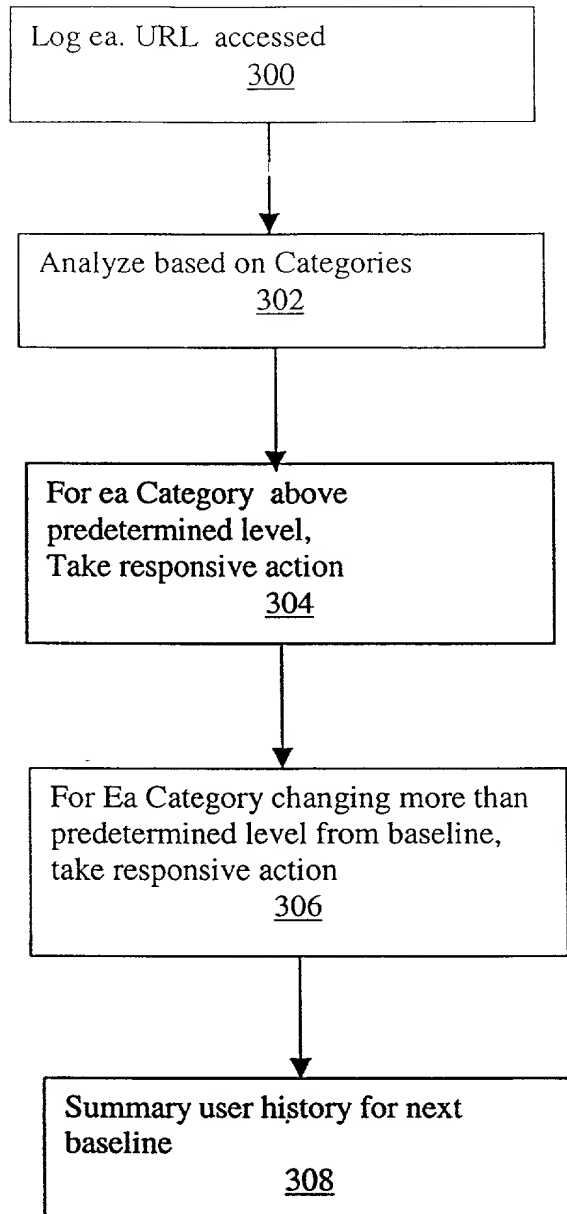 Log ea. URL accessed
300
Analyze based on Categories
302
For ea Category above
predetermined level,
Take responsive action
304
For Ea Category changing more than
predetermined level from baseline,
take responsive action
306
Summary user history for next
baseline
308